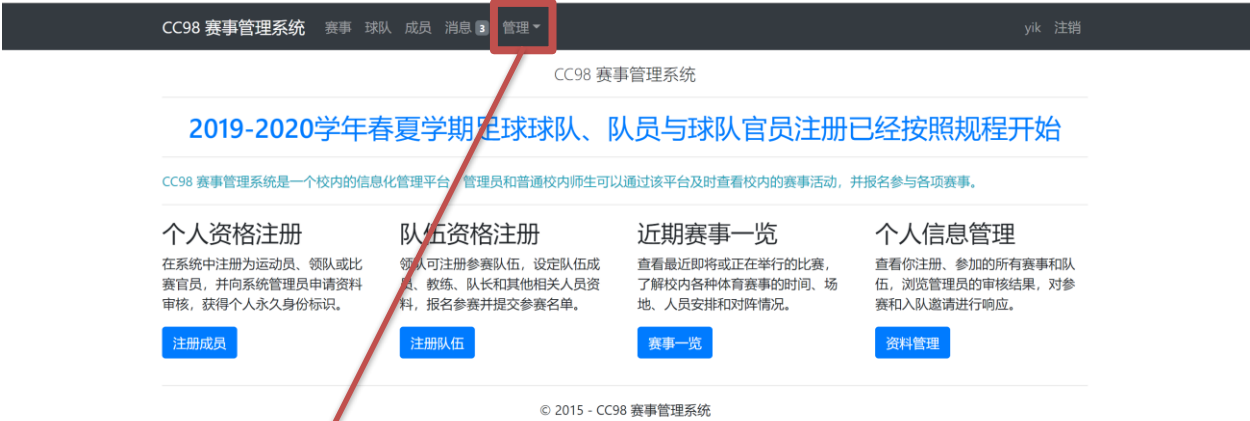 CC98 赛事管理系统 赛事 球队 成员 消息 3 管理 yik 注销
CC98 赛事管理系统
2019-2020学年春夏学期足球球队、队员与球队官员注册已经按照规程开始
CC98 赛事管理系统是一个校内的信息化管理平台，管理员和普通校内师生可以通过该平台及时查看校内的赛事活动，并报名参与各项赛事。
个人资格注册
在系统中注册为运动员、领队或比
赛官员，并向系统管理员申请资料
审核，获得个人永久身份标识。
注册成员
队伍资格注册
领队可注册参赛队伍，设定队伍成
员、教练、队长和其他相关人员资
料，报名参赛并提交参赛名单。
注册队伍
近期赛事一览
查看最近即将或正在举行的比赛，
了解校内各种体育赛事的时间、场
地、人员安排和对阵情况。
赛事一览
个人信息管理
查看你注册、参加的所有赛事和队
伍，浏览管理员的审核结果，对参
赛和入队邀请进行响应。
资料管理
© 2015 - CC98 赛事管理系统